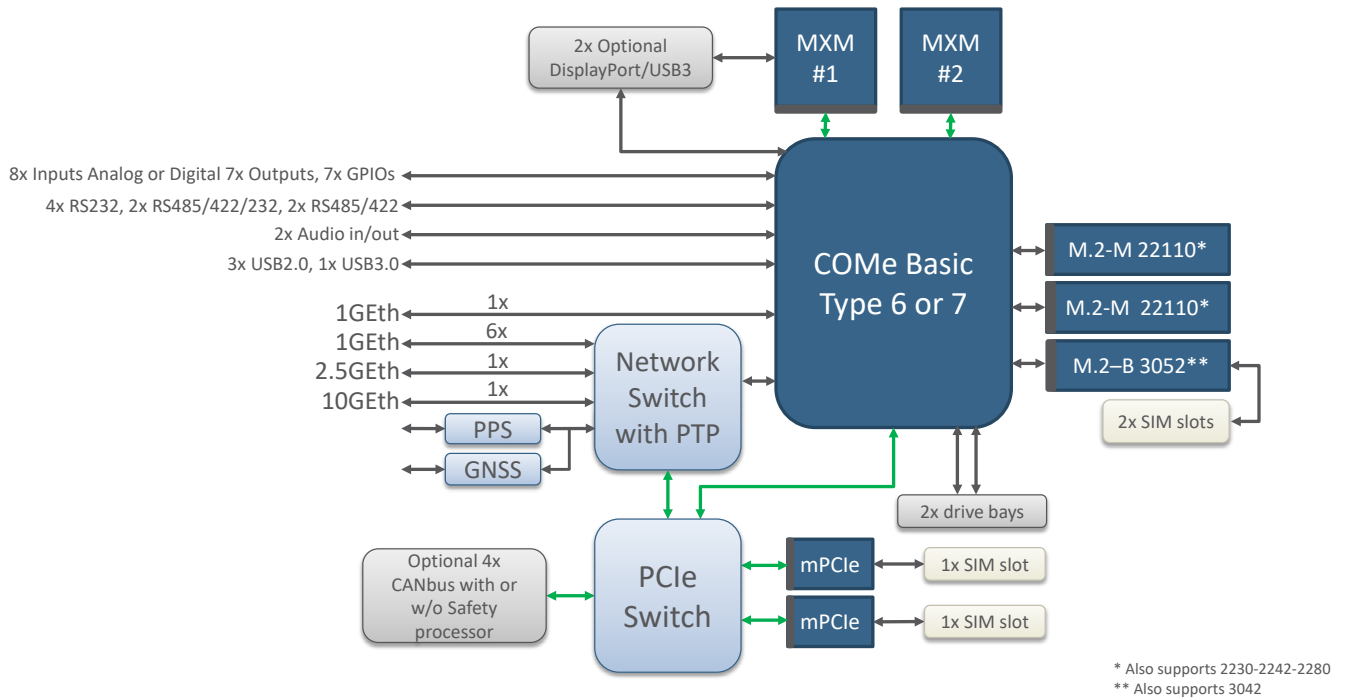 2x Optional
DisplayPort/USB3
MXM
#1
MXM
#2
8x Inputs Analog or Digital 7x Outputs, 7x GPIOs
4x RS232, 2x RS485/422/232, 2x RS485/422
2x Audio in/out
3x USB2.0, 1x USB3.0
COMe Basic
Type 6 or 7
M.2-M 22110*
M.2-M 22110*
M.2–B 3052**
2x SIM slots
1GEth
1x
1GEth
6x
2.5GEth
1x
10GEth
1x
PPS
GNSS
Network
Switch
with PTP
2x drive bays
Optional 4x
CANbus with or
w/o Safety
processor
PCIe
Switch
mPCIe
1x SIM slot
mPCIe
1x SIM slot
* Also supports 2230-2242-2280
** Also supports 3042